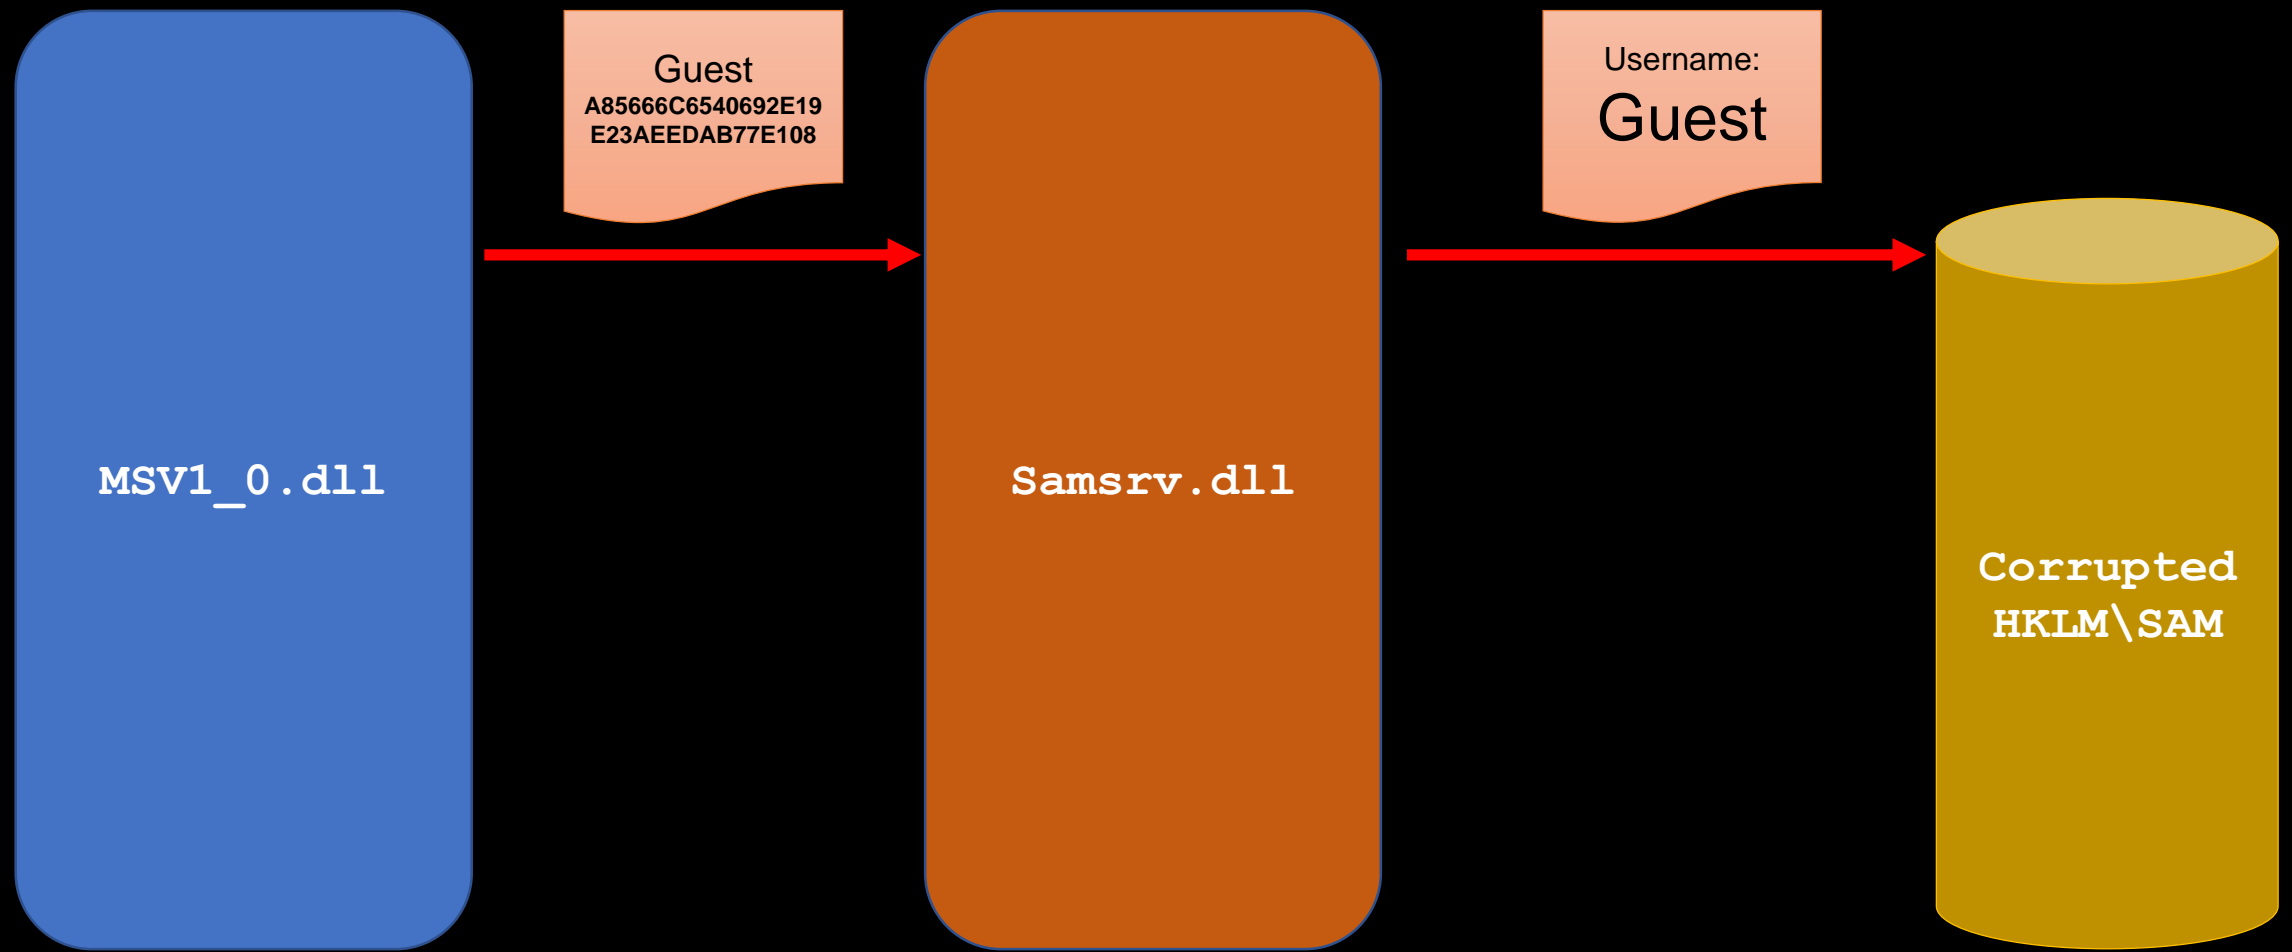 Guest
A85666C6540692E19
E23AEEDAB77E108
Username:
Guest
MSV1_0.dll
Samsrv.dll
Corrupted
HKLM\SAM